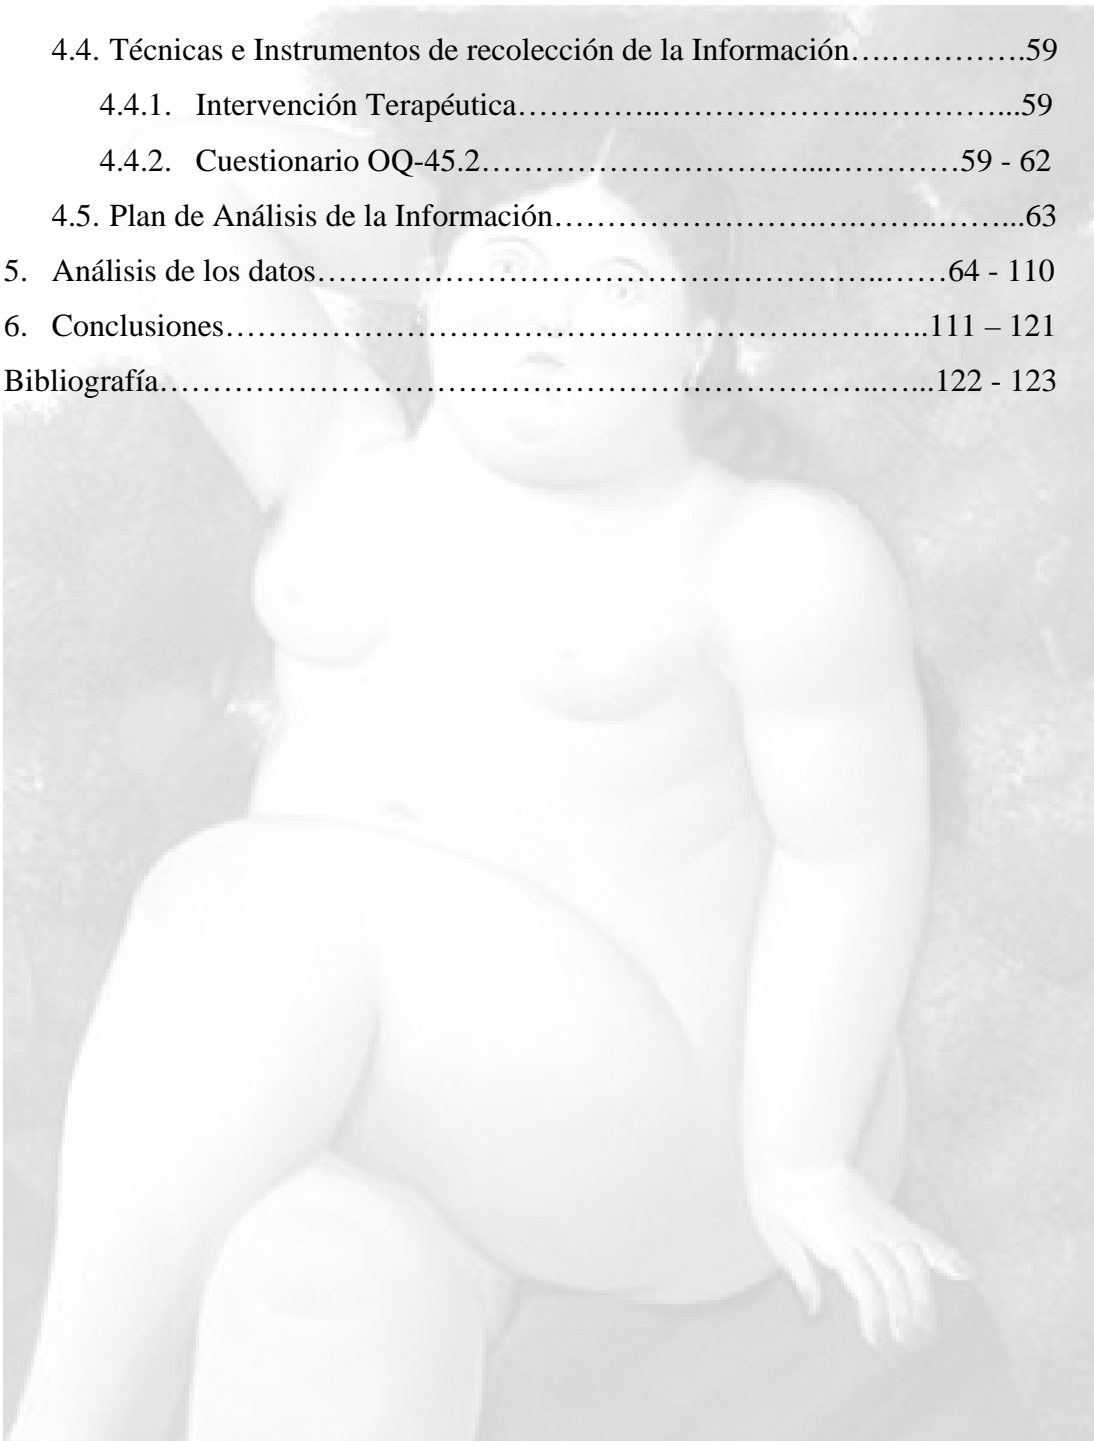 4.4. Técnicas e Instrumentos de recolección de la Información….………….59
4.4.1. Intervención Terapéutica…………..………………..…………...59
4.4.2. Cuestionario OQ-45.2…………………………....…………59 - 62
4.5. Plan de Análisis de la Información…………………………..……...63
5. Análisis de los datos………………………………………………..……64 - 110
6. Conclusiones………………………………………………….…….…..111 – 121
Bibliografía…………………………………………………………….…...122 - 123